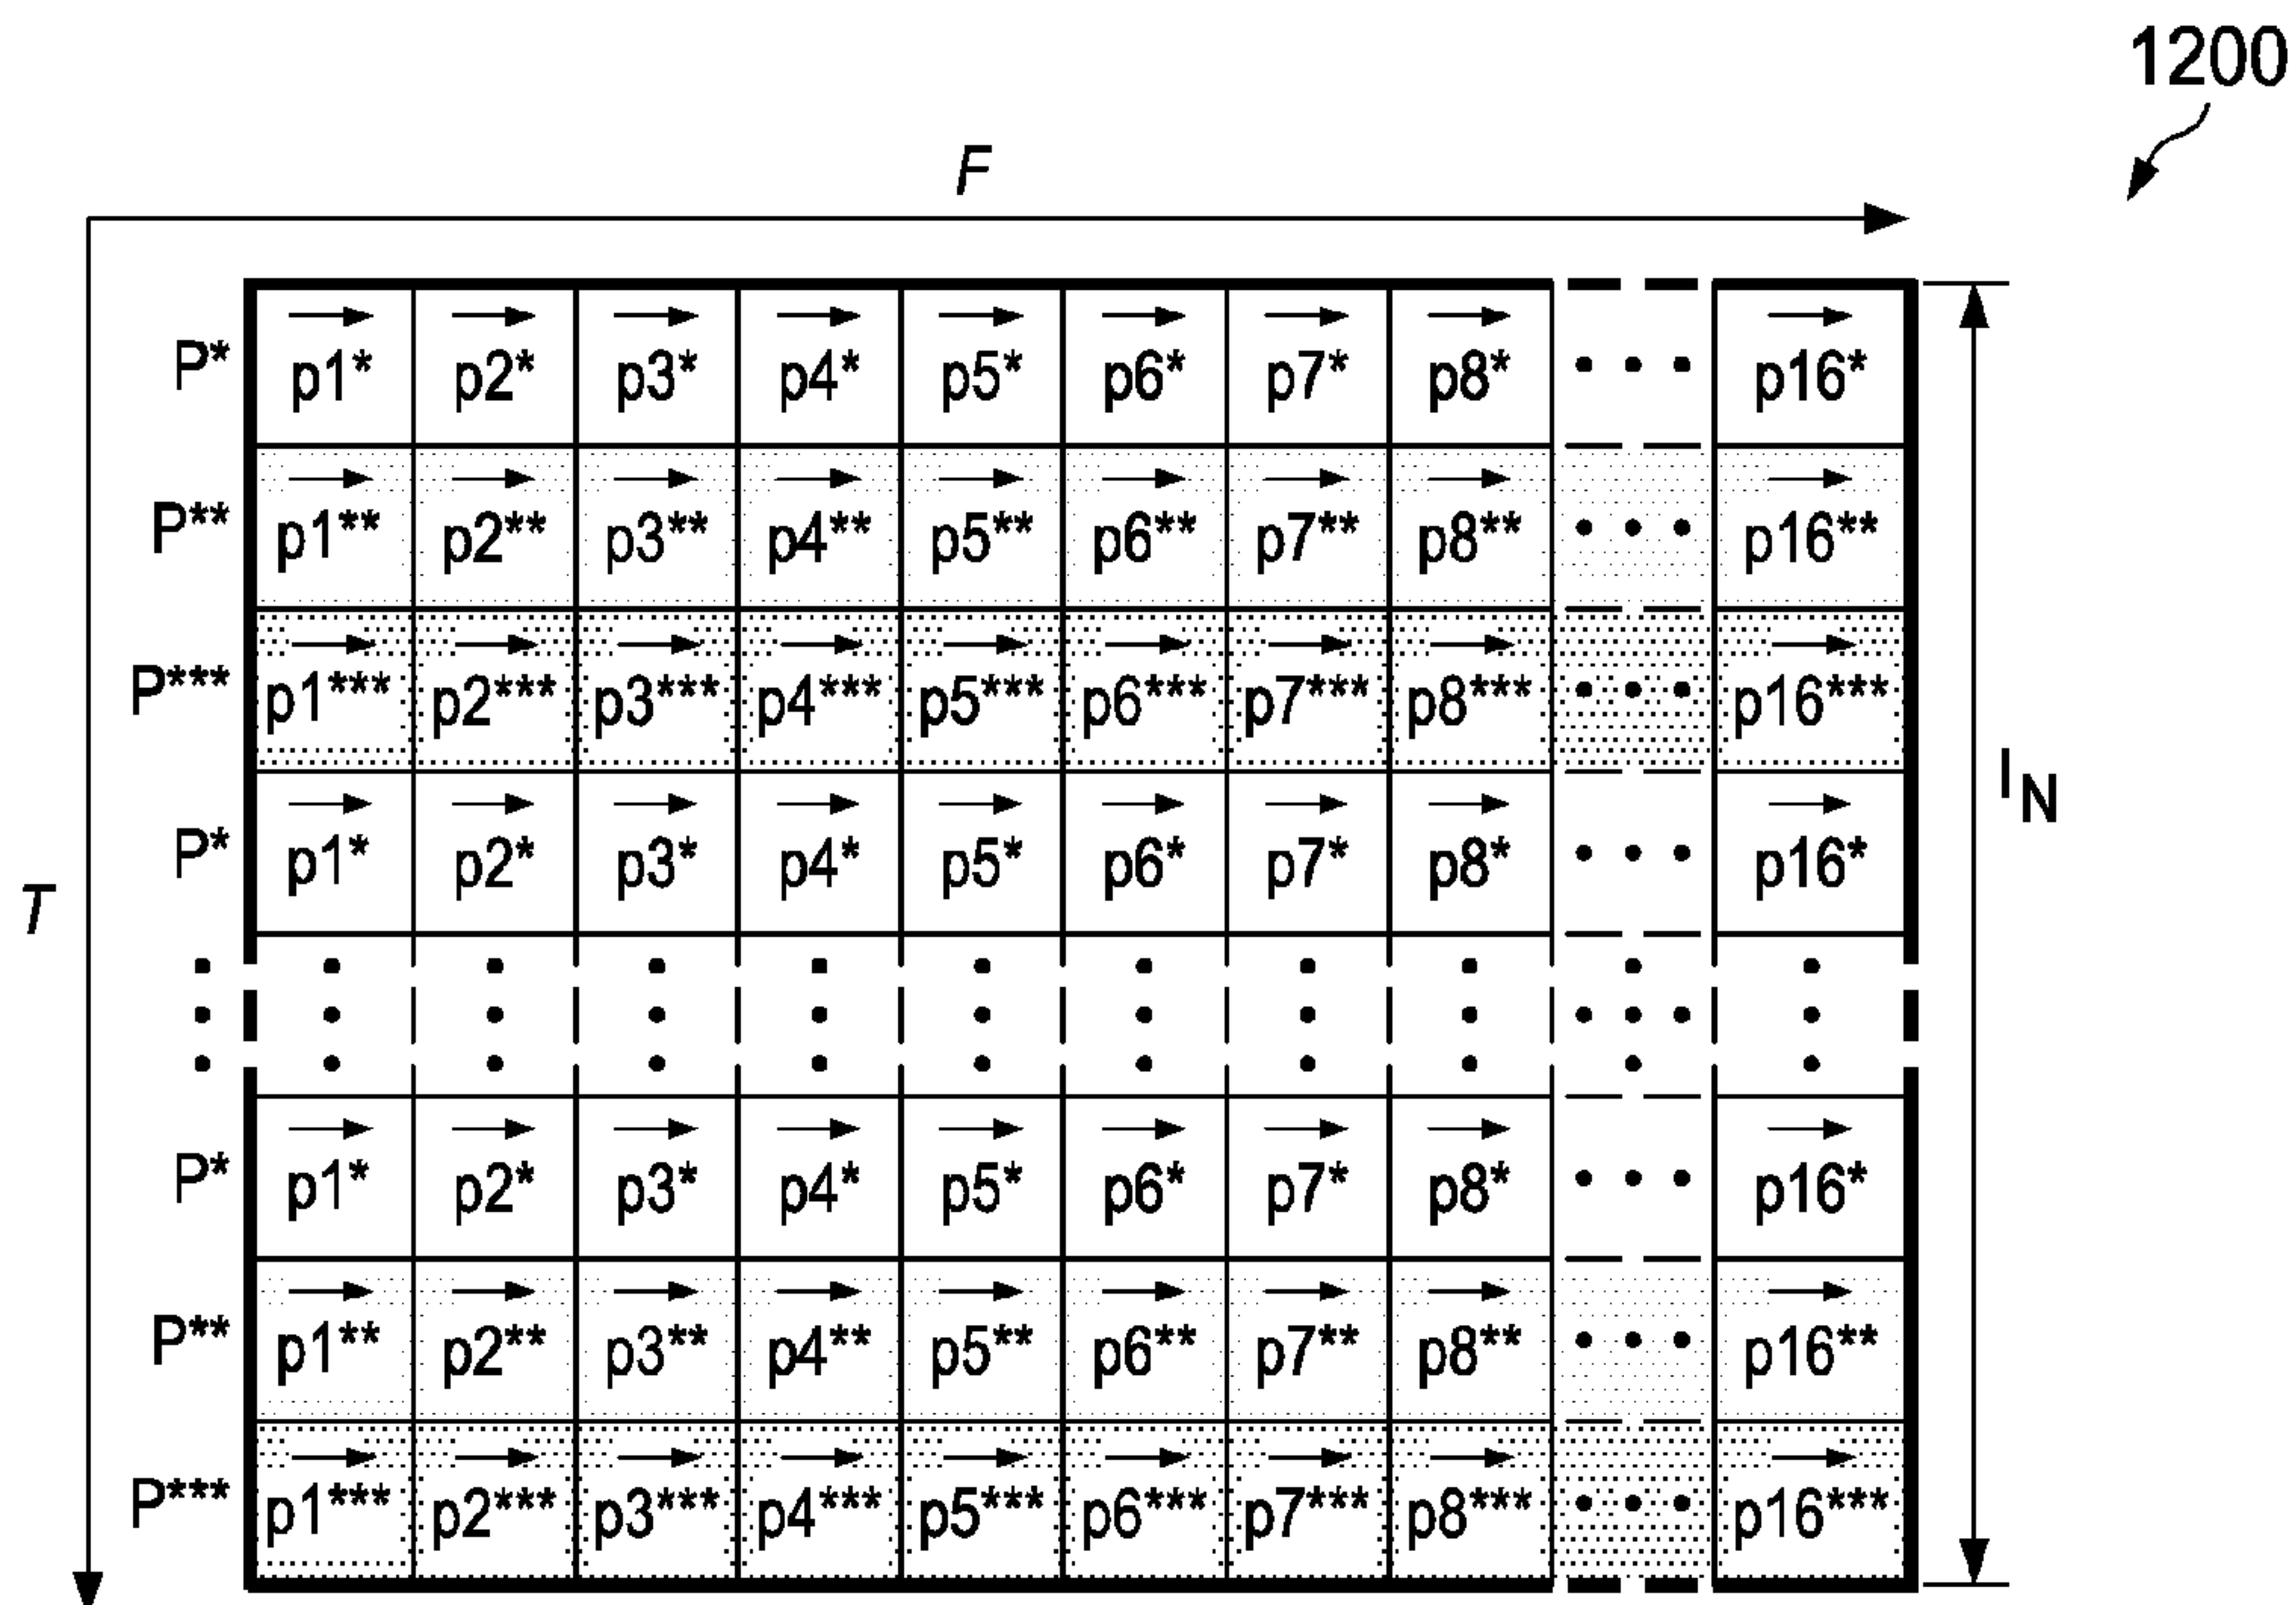 1200
F
P* p1* p2* p3* p4* p5* p6* p7* p8* • • • p16*
P** p1** p2** p3** p4** p5** p6** p7** p8** • • • p16**
P*** p1*** p2*** p3*** p4*** p5*** p6*** p7*** p8*** • • • p16***
P* p1* p2* p3* p4* p5* p6* p7* p8* • • • p16*
T
I_N
P* p1* p2* p3* p4* p5* p6* p7* p8* • • • p16*
P** p1** p2** p3** p4** p5** p6** p7** p8** • • • p16**
P*** p1*** p2*** p3*** p4*** p5*** p6*** p7*** p8*** • • • p16***